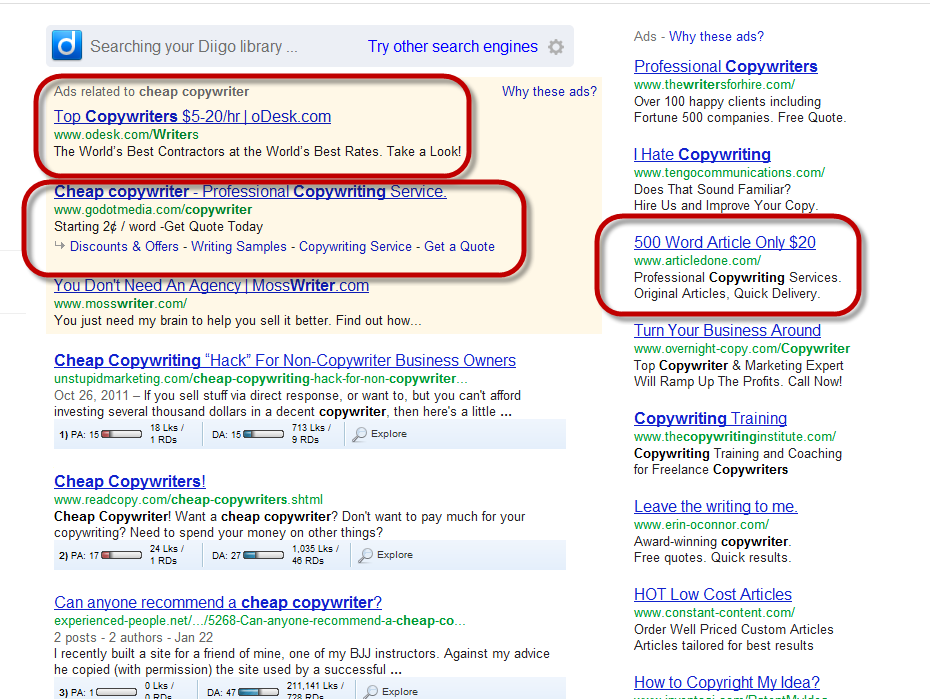 d Searching your Diigo library ... Try other search engines
Ads related to cheap copywriter Why these ads?
Top Copywriters $5-20/hr | oDesk.com
www.odesk.com/Writers
The World's Best Contractors at the World's Best Rates. Take a Look!
Cheap copywriter - Professional Copywriting Service.
www.godotmedia.com/copywriter
Starting 2¢ / word -Get Quote Today
Discounts & Offers - Writing Samples - Copywriting Service - Get a Quote
You Don't Need An Agency | MossWriter.com
www.mosswriter.com/
You just need my brain to help you sell it better. Find out how...
Cheap Copywriting “Hack” For Non-Copywriter Business Owners
unstupidmarketing.com/cheap-copywriting-hack-for-non-copywriter...
Oct 26, 2011 – If you sell stuff via direct response, or want to, but you can't afford
investing several thousand dollars in a decent copywriter, then here's a little ...
1) PA: 15 18 Lks / 1 RDs DA: 15 713 Lks / 9 RDs Explore
Cheap Copywriters!
www.readcopy.com/cheap-copywriters.shtml
Cheap Copywriter! Want a cheap copywriter? Don't want to pay much for your
copywriting? Need to spend your money on other things?
2) PA: 17 24 Lks / 1 RDs DA: 27 1,035 Lks / 46 RDs Explore
Can anyone recommend a cheap copywriter?
experienced-people.net/.../5268-Can-anyone-recommend-a-cheap-co...
2 posts - 2 authors - Jan 22
I recently built a site for a friend of mine, one of my BJJ instructors. Against my advice
he copied (with permission) the site used by a successful ...
3) PA: 1 0 Lks / 0 RDs DA: 47 211,141 Lks / 728 RDs Explore
Ads - Why these ads?
Professional Copywriters
www.thewritersforhire.com/
Over 100 happy clients including
Fortune 500 companies. Free Quote.
I Hate Copywriting
www.tengocommunications.com/
Does That Sound Familiar?
Hire Us and Improve Your Copy.
500 Word Article Only $20
www.articledone.com/
Professional Copywriting Services.
Original Articles, Quick Delivery.
Turn Your Business Around
www.overnight-copy.com/Copywriter
Top Copywriter & Marketing Expert
Will Ramp Up The Profits. Call Now!
Copywriting Training
www.thecopywritinginstitute.com/
Copywriting Training and Coaching
for Freelance Copywriters
Leave the writing to me.
www.erin-oconnor.com/
Award-winning copywriter.
Free quotes. Quick results.
HOT Low Cost Articles
www.constant-content.com/
Order Well Priced Custom Articles
Articles tailored for best results
How to Copyright My Idea?